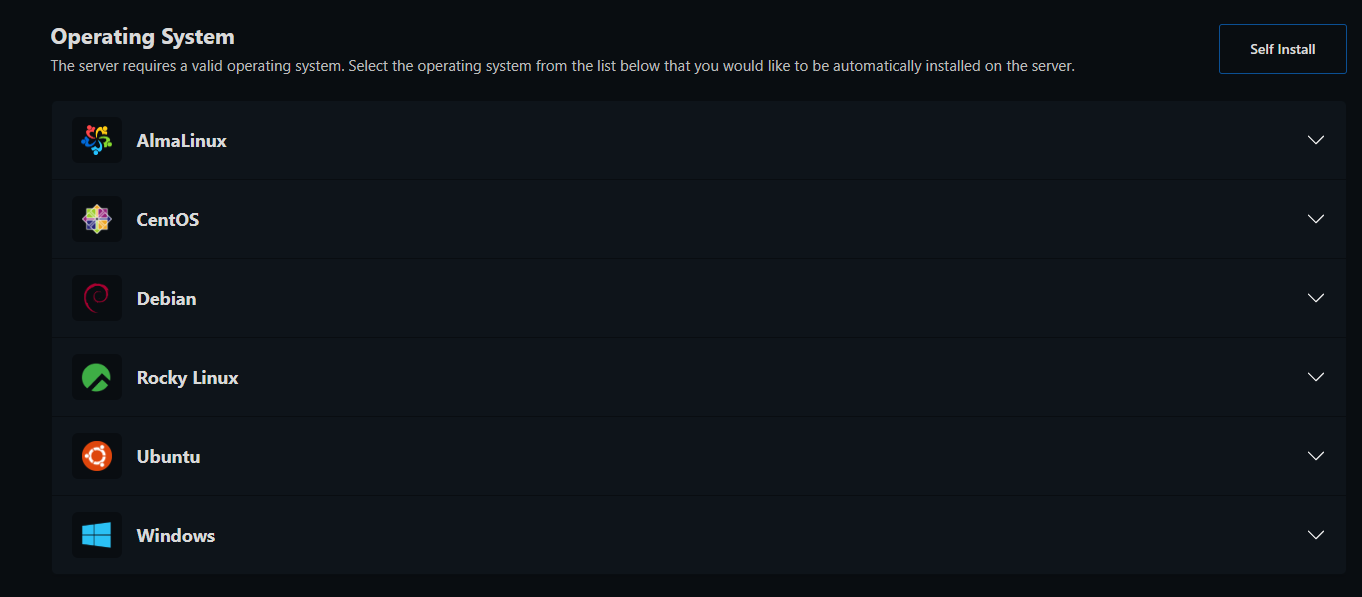 Operating System
Self Install
The server requires a valid operating system. Select the operating system from the list below that you would like to be automatically installed on the server.
AlmaLinux
CentOS
Debian
Rocky Linux
Ubuntu
Windows